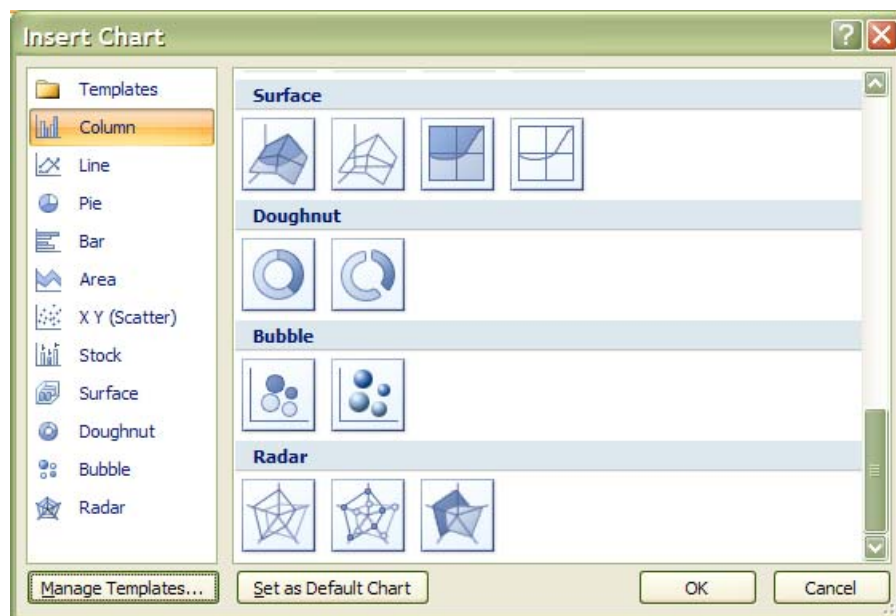 Insert Chart
Templates
Column
Line
Pie
Bar
Area
X Y (Scatter)
Stock
Surface
Doughnut
Bubble
Radar
Surface
Doughnut
Bubble
Radar
Manage Templates...
Set as Default Chart
OK
Cancel